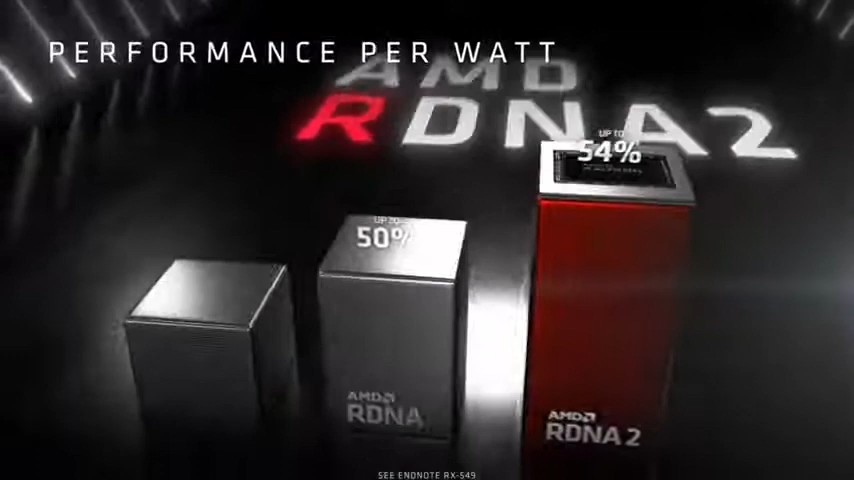 PERFORMANCE PER WATT
AMD
RDNA2
UP TO
54%
UP TO
50%
AMD
RDNA
AMD
RDNA 2
SEE ENDNOTE RX-549